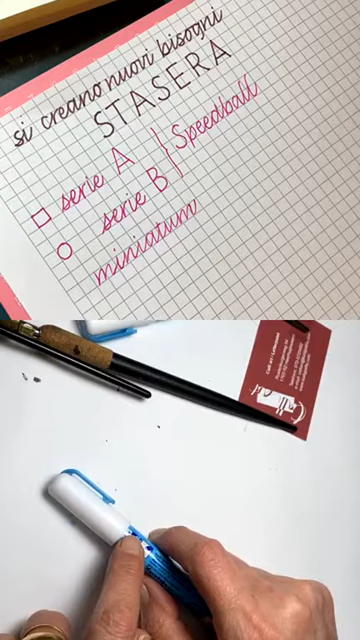 si creano nuovi bisogni
STASERA
□ serie A } Speedball
○ serie B
miniatum